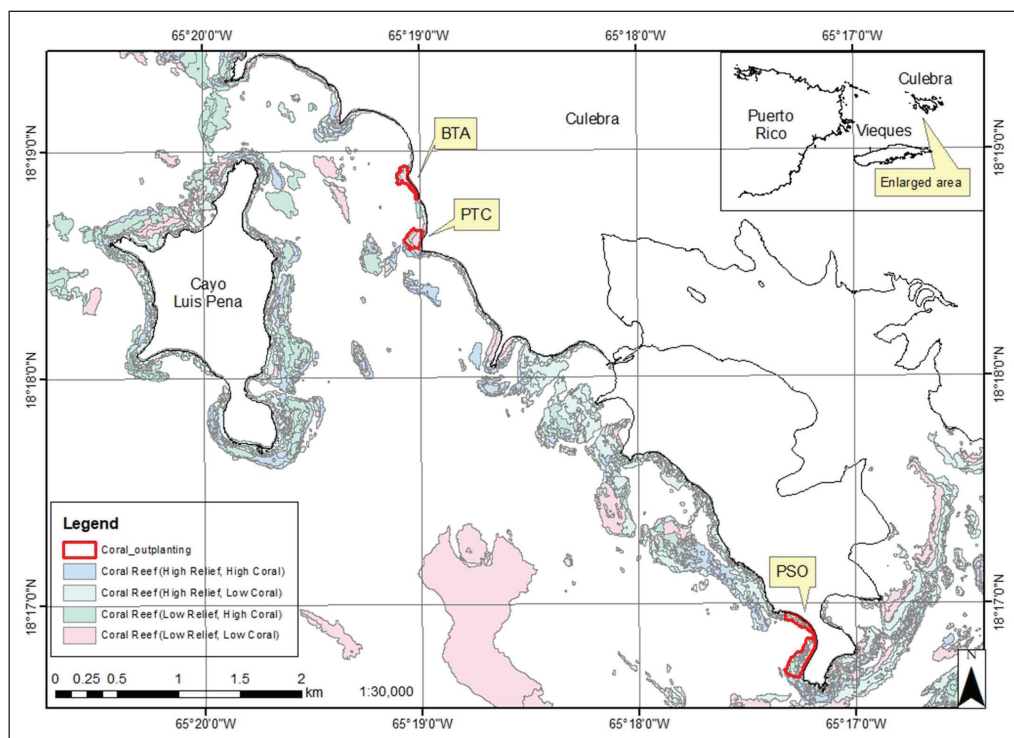 65°20'0"W
65°19'0"W
65°18'0"W
65°17'0"W
18°19'0"N
18°18'0"N
18°17'0"N
Culebra
BTA
PTC
Cayo
Luis Pena
PSO
Puerto
Rico
Vieques
Culebra
Enlarged area
18°19'0"N
18°18'0"N
18°17'0"N
Legend
Coral_outplanting
Coral Reef (High Relief, High Coral)
Coral Reef (High Relief, Low Coral)
Coral Reef (Low Relief, High Coral)
Coral Reef (Low Relief, Low Coral)
0 0.25 0.5 1 1.5 2
km
1:30,000
N
65°20'0"W
65°19'0"W
65°18'0"W
65°17'0"W